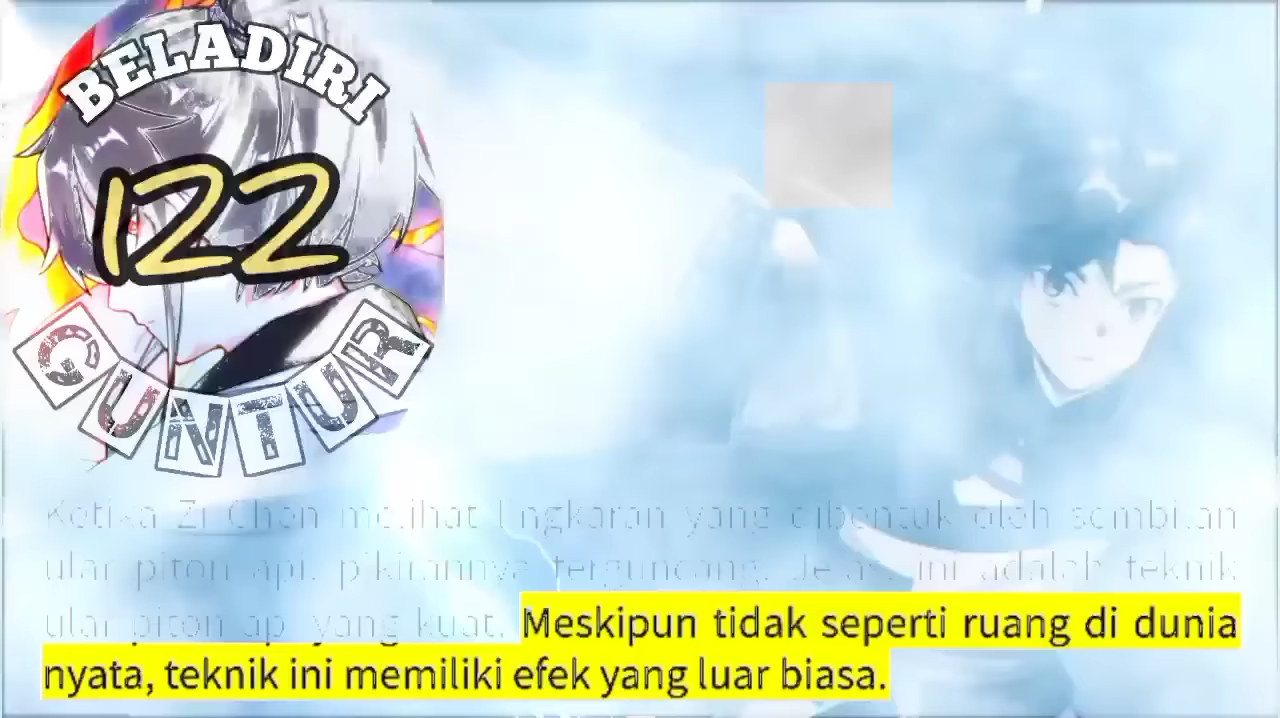 BELADIRI
122
GUNTUR
Ketika Zi Chen melihat lingkaran yang dibentuk oleh sembilan
ular piton api, pikirannya terguncang. Jelas, ini adalah teknik
ular piton api yang kuat. Meskipun tidak seperti ruang di dunia
nyata, teknik ini memiliki efek yang luar biasa.